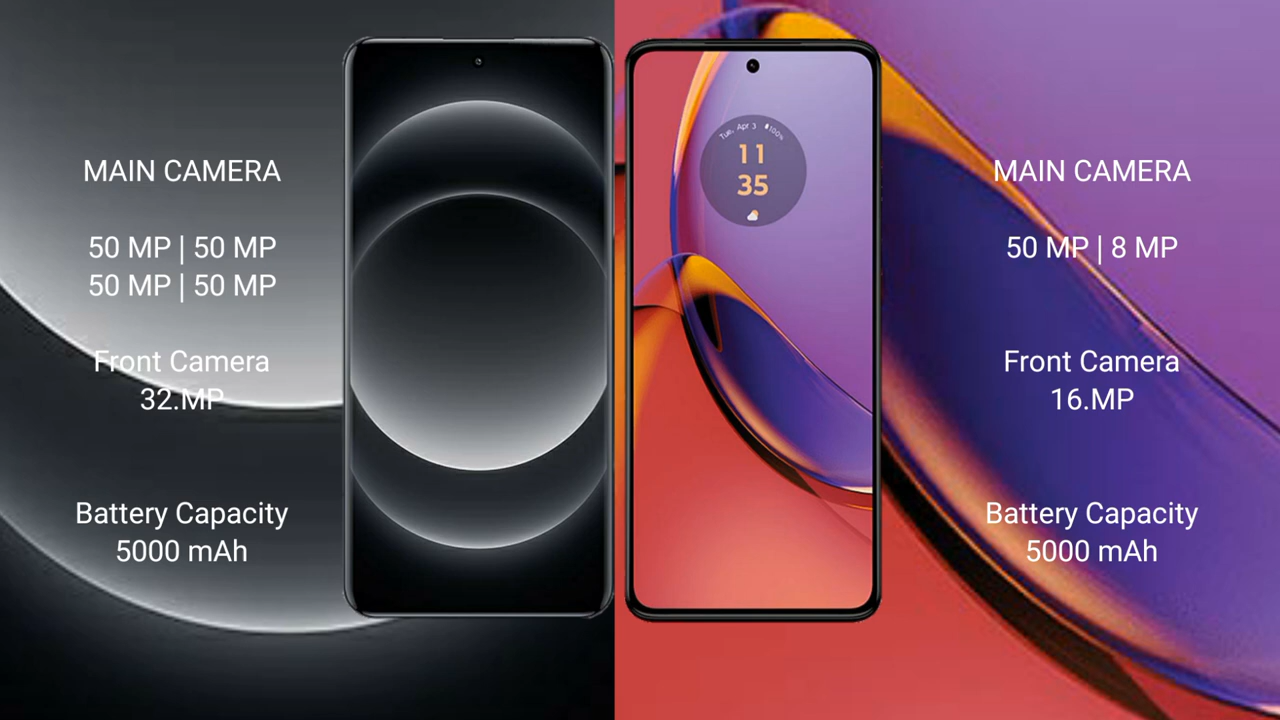 MAIN CAMERA
50 MP | 50 MP
50 MP | 50 MP
Front Camera
32.MP
Battery Capacity
5000 mAh
Tue, Apr 3 100%
11
35
MAIN CAMERA
50 MP | 8 MP
Front Camera
16.MP
Battery Capacity
5000 mAh